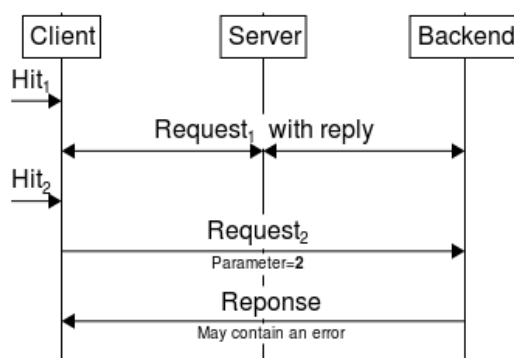 Client Server Backend
Hit₁
Request₁ with reply
Hit₂
Request₂
Parameter=2
Reponse
May contain an error